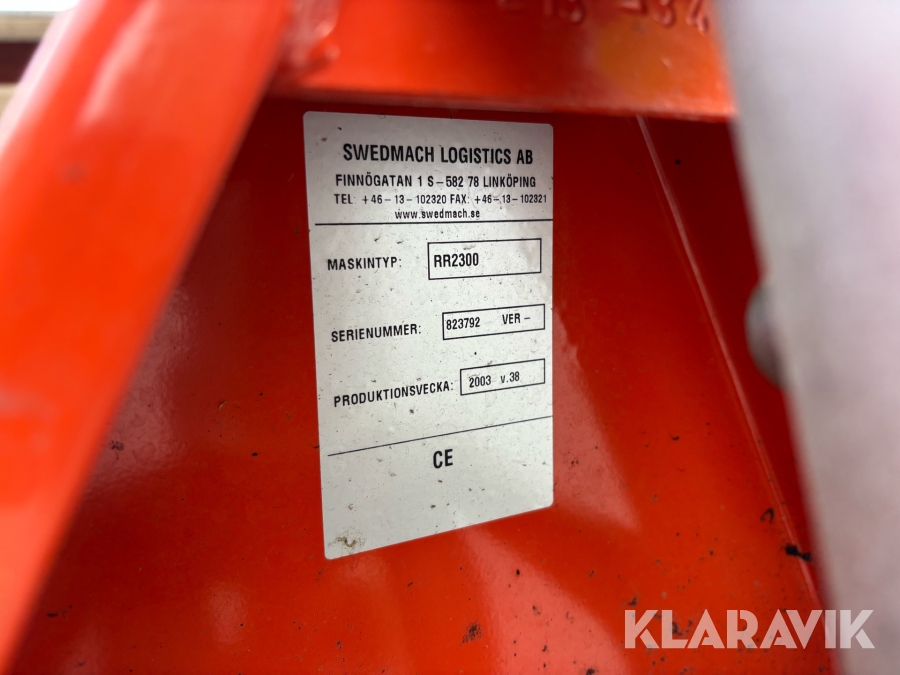 SWEDMACH LOGISTICS AB
FINNÖGATAN 1 S-582 78 LINKÖPING
TEL +46-13-102320 FAX: +46-13-102321
www.swedmach.se
MASKINTYP: RR2300
SERIENUMMER: 823792 VER -
PRODUKTIONSVECKA: 2003 v.38
CE
KLARAVIK